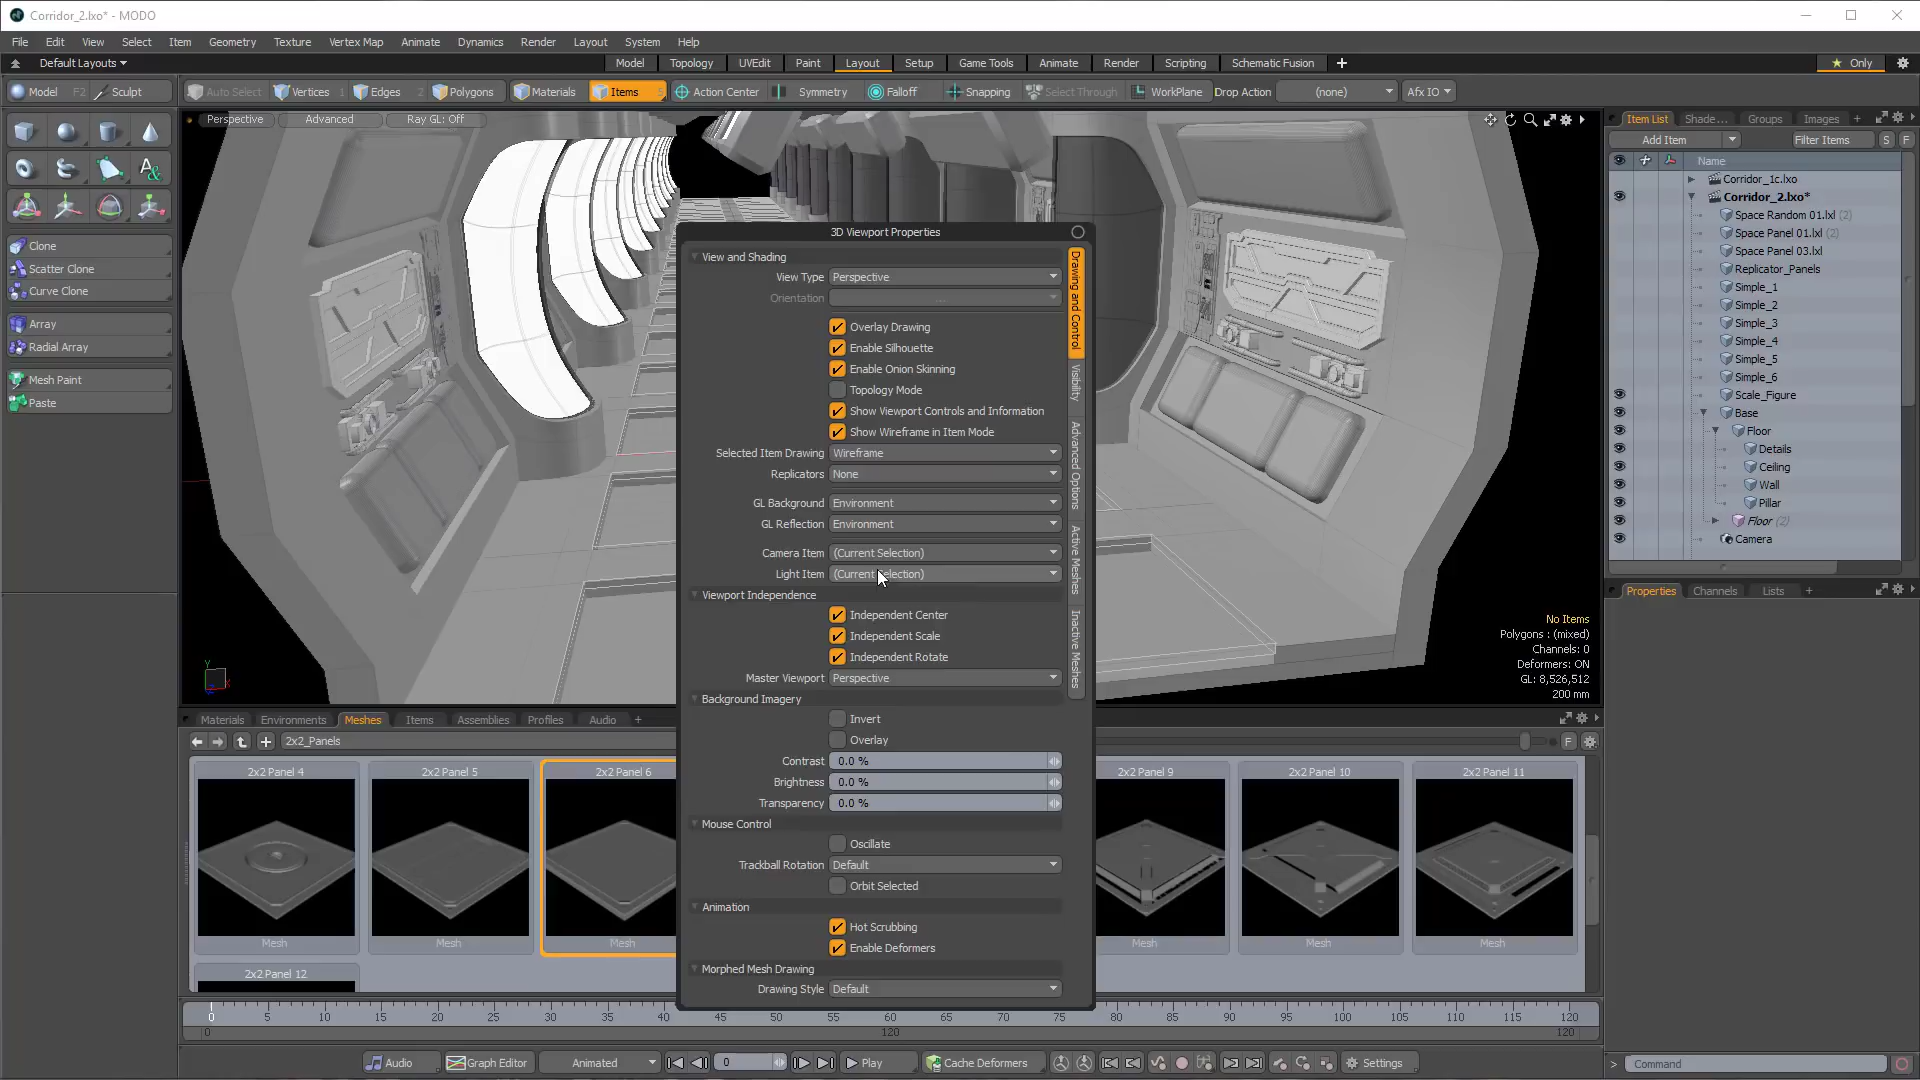 Corridor_2.lxo* - MODO
File Edit View Select Item Geometry Texture Vertex Map Animate Dynamics Render Layout System Help
Default Layouts Model Topology UVEdit Paint Layout Setup Game Tools Animate Render Scripting Schematic Fusion + Only
Model F2 Sculpt Auto Select Vertices 1 Edges 2 Polygons Materials Items 5 Action Center Symmetry Falloff Snapping Select Through WorkPlane Drop Action (none) Afx IO
Perspective Advanced Ray GL: Off
Clone
Scatter Clone
Curve Clone
Array
Radial Array
Mesh Paint
Paste
3D Viewport Properties
View and Shading
View Type Perspective
Orientation ...
Overlay Drawing
Enable Silhouette
Enable Onion Skinning
Topology Mode
Show Viewport Controls and Information
Show Wireframe in Item Mode
Selected Item Drawing Wireframe
Replicators None
GL Background Environment
GL Reflection Environment
Camera Item (Current Selection)
Light Item (Current Selection)
Viewport Independence
Independent Center
Independent Scale
Independent Rotate
Master Viewport Perspective
Background Imagery
Invert
Overlay
Contrast 0.0 %
Brightness 0.0 %
Transparency 0.0 %
Mouse Control
Oscillate
Trackball Rotation Default
Orbit Selected
Animation
Hot Scrubbing
Enable Deformers
Morphed Mesh Drawing
Drawing Style Default
Drawing and Control
Visibility
Advanced Options
Active Meshes
Inactive Meshes
No Items
Polygons : (mixed)
Channels: 0
Deformers: ON
GL: 8,526,512
200 mm
Item List Shade... Groups Images +
Add Item Filter Items S F
Name
Corridor_1c.lxo
Corridor_2.lxo*
Space Random 01.lxl (2)
Space Panel 01.lxl (2)
Space Panel 03.lxl
Replicator_Panels
Simple_1
Simple_2
Simple_3
Simple_4
Simple_5
Simple_6
Scale_Figure
Base
Floor
Details
Ceiling
Wall
Pillar
Floor (2)
Camera
Properties Channels Lists +
Materials Environments Meshes Items Assemblies Profiles Audio +
2x2_Panels F
2x2 Panel 4 2x2 Panel 5 2x2 Panel 6 2x2 Panel 9 2x2 Panel 10 2x2 Panel 11
Mesh Mesh Mesh Mesh Mesh Mesh
2x2 Panel 12
0 5 10 15 20 25 30 35 40 45 50 55 60 65 70 75 80 85 90 95 100 105 110 115 120
0 120 120
Audio Graph Editor Animated 0 Play Cache Deformers Settings > Command